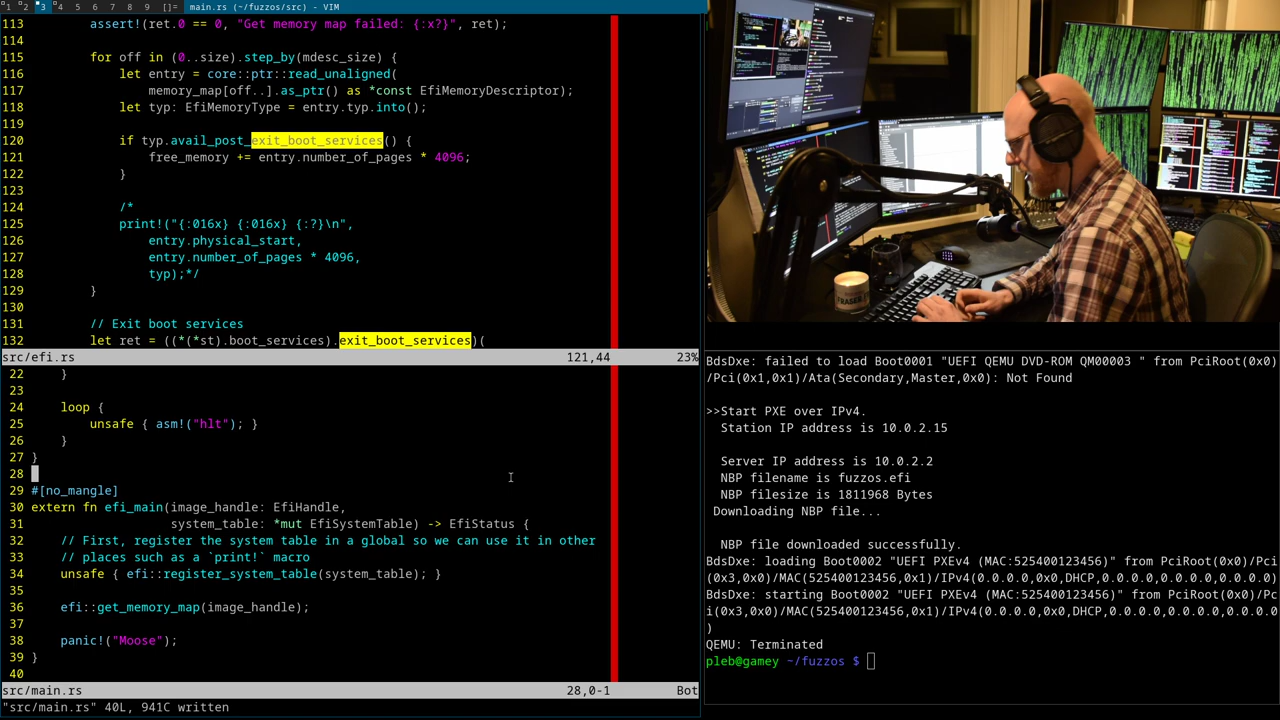 1 2 3 4 5 6 7 8 9 []= main.rs (~/fuzzos/src) - VIM
113         assert!(ret.0 == 0, "Get memory map failed: {:x?}", ret);
114
115         for off in (0..size).step_by(mdesc_size) {
116             let entry = core::ptr::read_unaligned(
117                 memory_map[off..].as_ptr() as *const EfiMemoryDescriptor);
118             let typ: EfiMemoryType = entry.typ.into();
119
120             if typ.avail_post_exit_boot_services() {
121                 free_memory += entry.number_of_pages * 4096;
122             }
123
124             /*
125             print!("{:016x} {:016x} {:?}\n",
126                 entry.physical_start,
127                 entry.number_of_pages * 4096,
128                 typ);*/
129         }
130
131         // Exit boot services
132         let ret = ((*(*st).boot_services).exit_boot_services)(
src/efi.rs 121,44 23%
22     }
23
24     loop {
25         unsafe { asm!("hlt"); }
26     }
27 }
28
29 #[no_mangle]
30 extern fn efi_main(image_handle: EfiHandle,
31                    system_table: *mut EfiSystemTable) -> EfiStatus {
32     // First, register the system table in a global so we can use it in other
33     // places such as a `print!` macro
34     unsafe { efi::register_system_table(system_table); }
35
36     efi::get_memory_map(image_handle);
37
38     panic!("Moose");
39 }
40
src/main.rs 28,0-1 Bot
"src/main.rs" 40L, 941C written
BdsDxe: failed to load Boot0001 "UEFI QEMU DVD-ROM QM00003 " from PciRoot(0x0)
/Pci(0x1,0x1)/Ata(Secondary,Master,0x0): Not Found
>>Start PXE over IPv4.
  Station IP address is 10.0.2.15
  Server IP address is 10.0.2.2
  NBP filename is fuzzos.efi
  NBP filesize is 1811968 Bytes
 Downloading NBP file...
  NBP file downloaded successfully.
BdsDxe: loading Boot0002 "UEFI PXEv4 (MAC:525400123456)" from PciRoot(0x0)/Pci
(0x3,0x0)/MAC(525400123456,0x1)/IPv4(0.0.0.0,0x0,DHCP,0.0.0.0,0.0.0.0,0.0.0.0)
BdsDxe: starting Boot0002 "UEFI PXEv4 (MAC:525400123456)" from PciRoot(0x0)/Pc
i(0x3,0x0)/MAC(525400123456,0x1)/IPv4(0.0.0.0,0x0,DHCP,0.0.0.0,0.0.0.0,0.0.0.0
)
QEMU: Terminated
pleb@gamey ~/fuzzos $